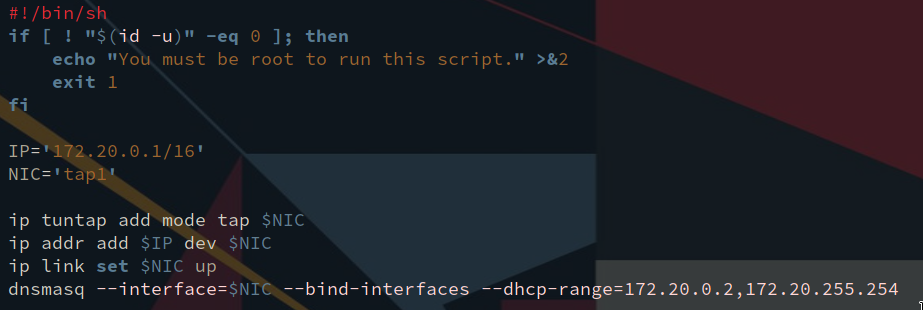 #!/bin/sh
if [ ! "$(id -u)" -eq 0 ]; then
    echo "You must be root to run this script." >&2
    exit 1
fi

IP='172.20.0.1/16'
NIC='tap1'

ip tuntap add mode tap $NIC
ip addr add $IP dev $NIC
ip link set $NIC up
dnsmasq --interface=$NIC --bind-interfaces --dhcp-range=172.20.0.2,172.20.255.254